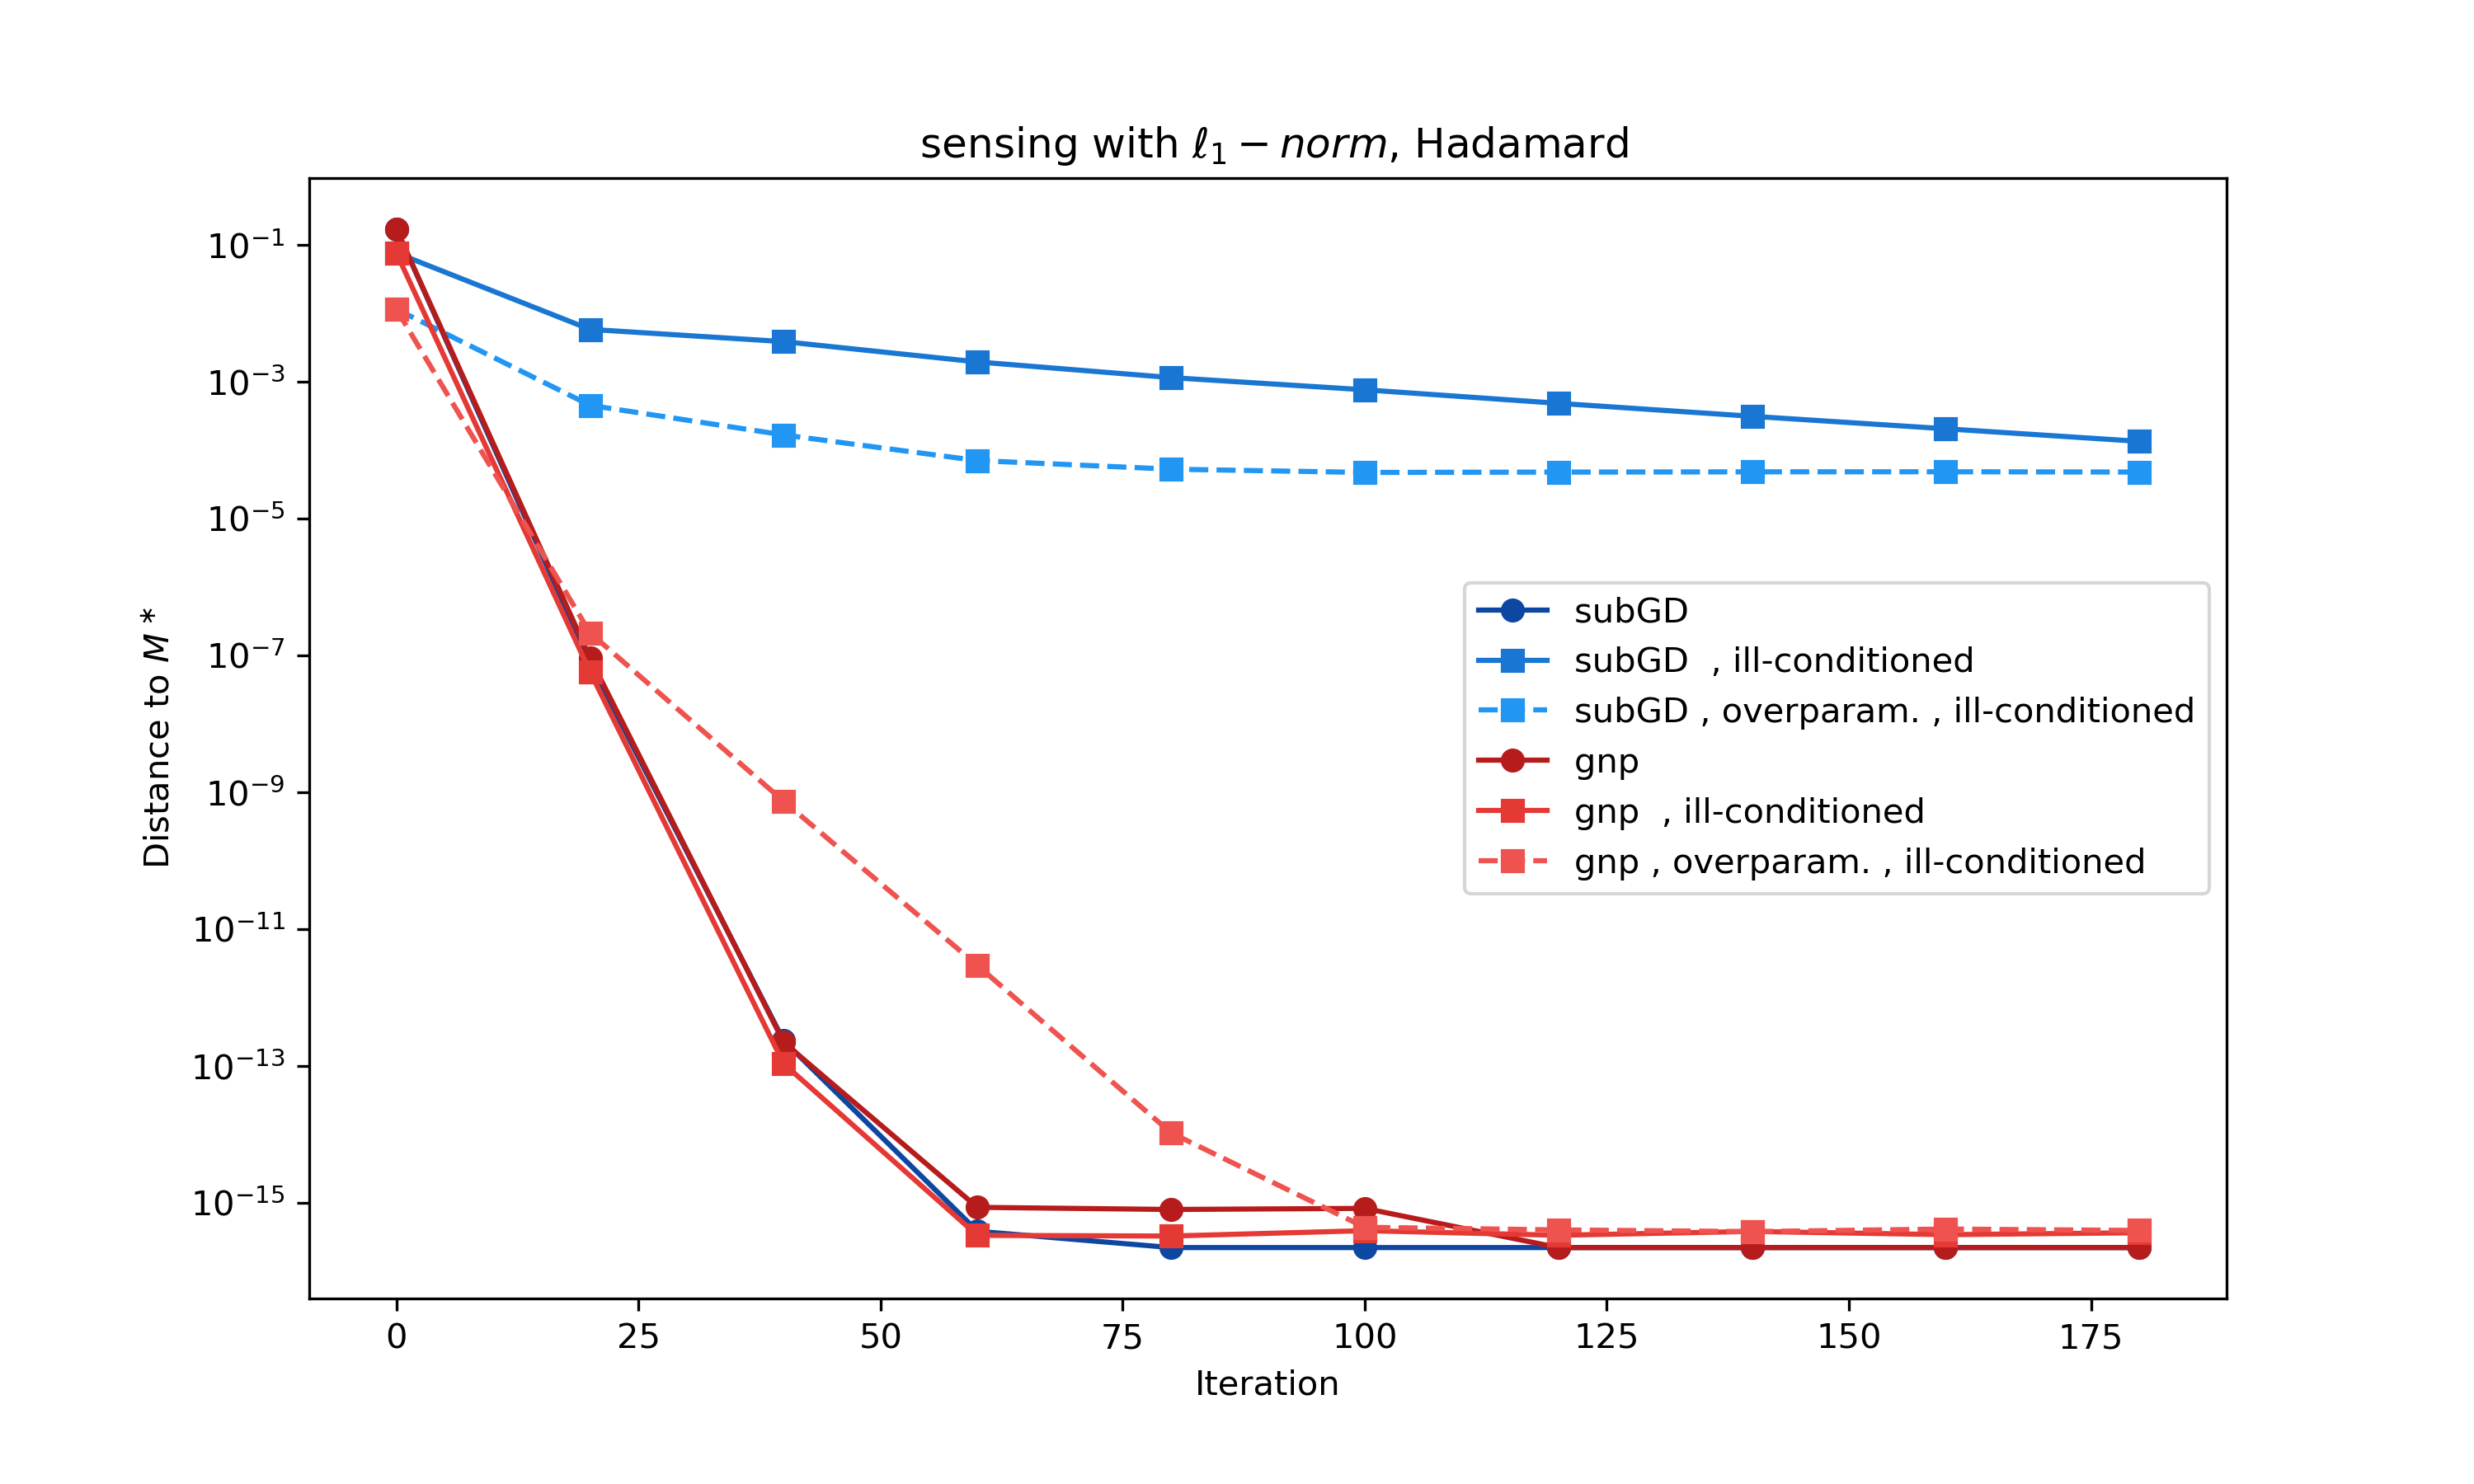 sensing with ℓ₁ − norm, Hadamard
Distance to M *
10⁻¹
10⁻³
10⁻⁵
10⁻⁷
10⁻⁹
10⁻¹¹
10⁻¹³
10⁻¹⁵
subGD
subGD  , ill-conditioned
subGD , overparam. , ill-conditioned
gnp
gnp  , ill-conditioned
gnp , overparam. , ill-conditioned
0 25 50 75 100 125 150 175
Iteration